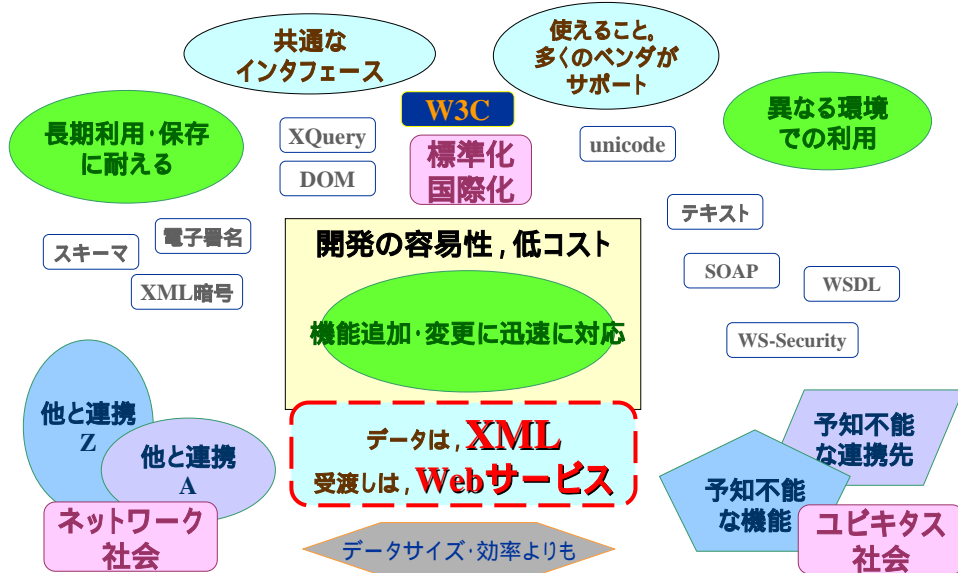 共通な
インタフェース
使えること。
多くのベンダが
サポート
W3C
長期利用・保存
に耐える
XQuery
DOM
標準化
国際化
unicode
異なる環境
での利用
テキスト
電子署名
スキーマ
XML暗号
開発の容易性，低コスト
機能追加・変更に迅速に対応
SOAP
WSDL
WS-Security
他と連携
Z
他と連携
A
ネットワーク
社会
データは，XML
受渡しは，Webサービス
データサイズ・効率よりも
予知不能
な連携先
予知不能
な機能
ユビキタス
社会